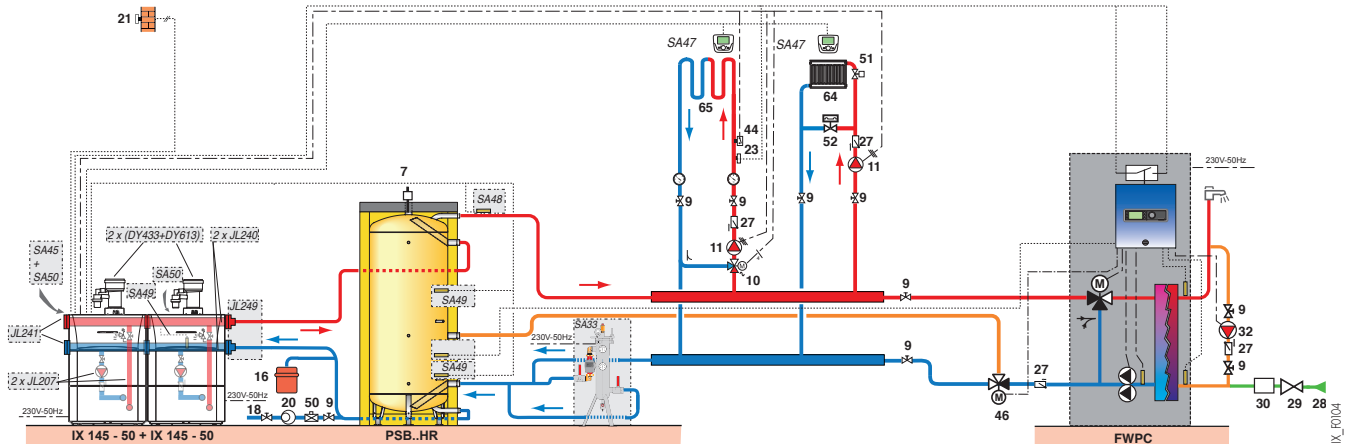 21
SA47
SA47
51
65
64
44
23
52
27
11
230V-50Hz
7
9
9
9
9
SA48
27
2 x (DY433+DY613)
2 x JL240
11
SA45
+
SA50
SA50
SA49
M
10
9
M
JL249
SA49
9
JL241
SA33
32
230V-50Hz
9
27
16
SA49
27
9
2 x JL207
M
46
30
29
28
230V-50Hz
230V-50Hz
18
20
50
9
IX 145 - 50 + IX 145 - 50
PSB..HR
FWPC
IX_F0104